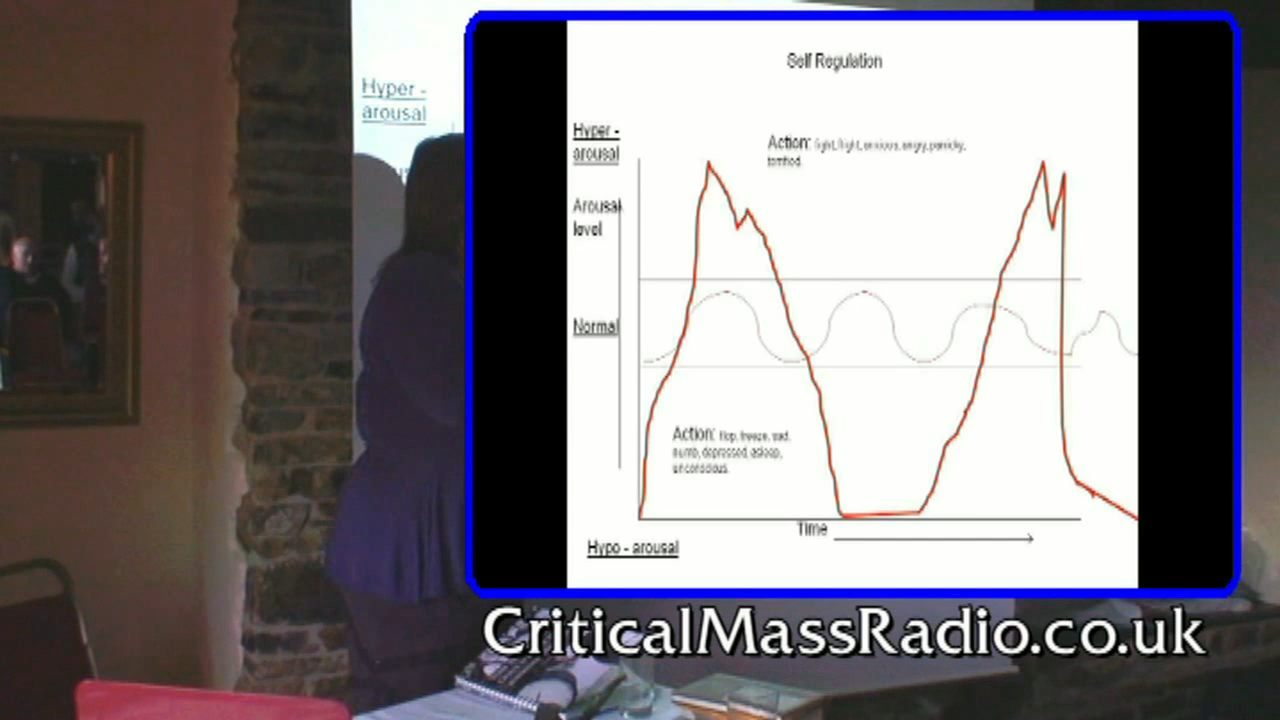 Hyper -
arousal
Self Regulation
Hyper -
arousal
Action: fight, flight, anxious, angry, panicky,
terrified.
Arousal
level
Normal
Action: flop, freeze, sad,
numb, depressed, asleep,
unconscious.
Time
Hypo - arousal
CriticalMassRadio.co.uk